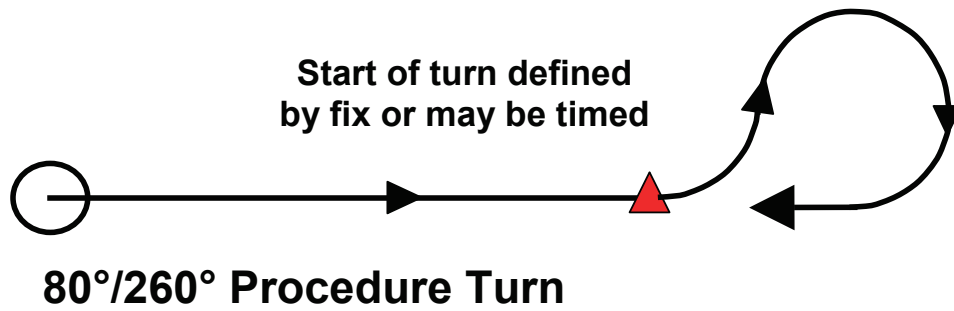 Start of turn defined
by fix or may be timed
80°/260° Procedure Turn